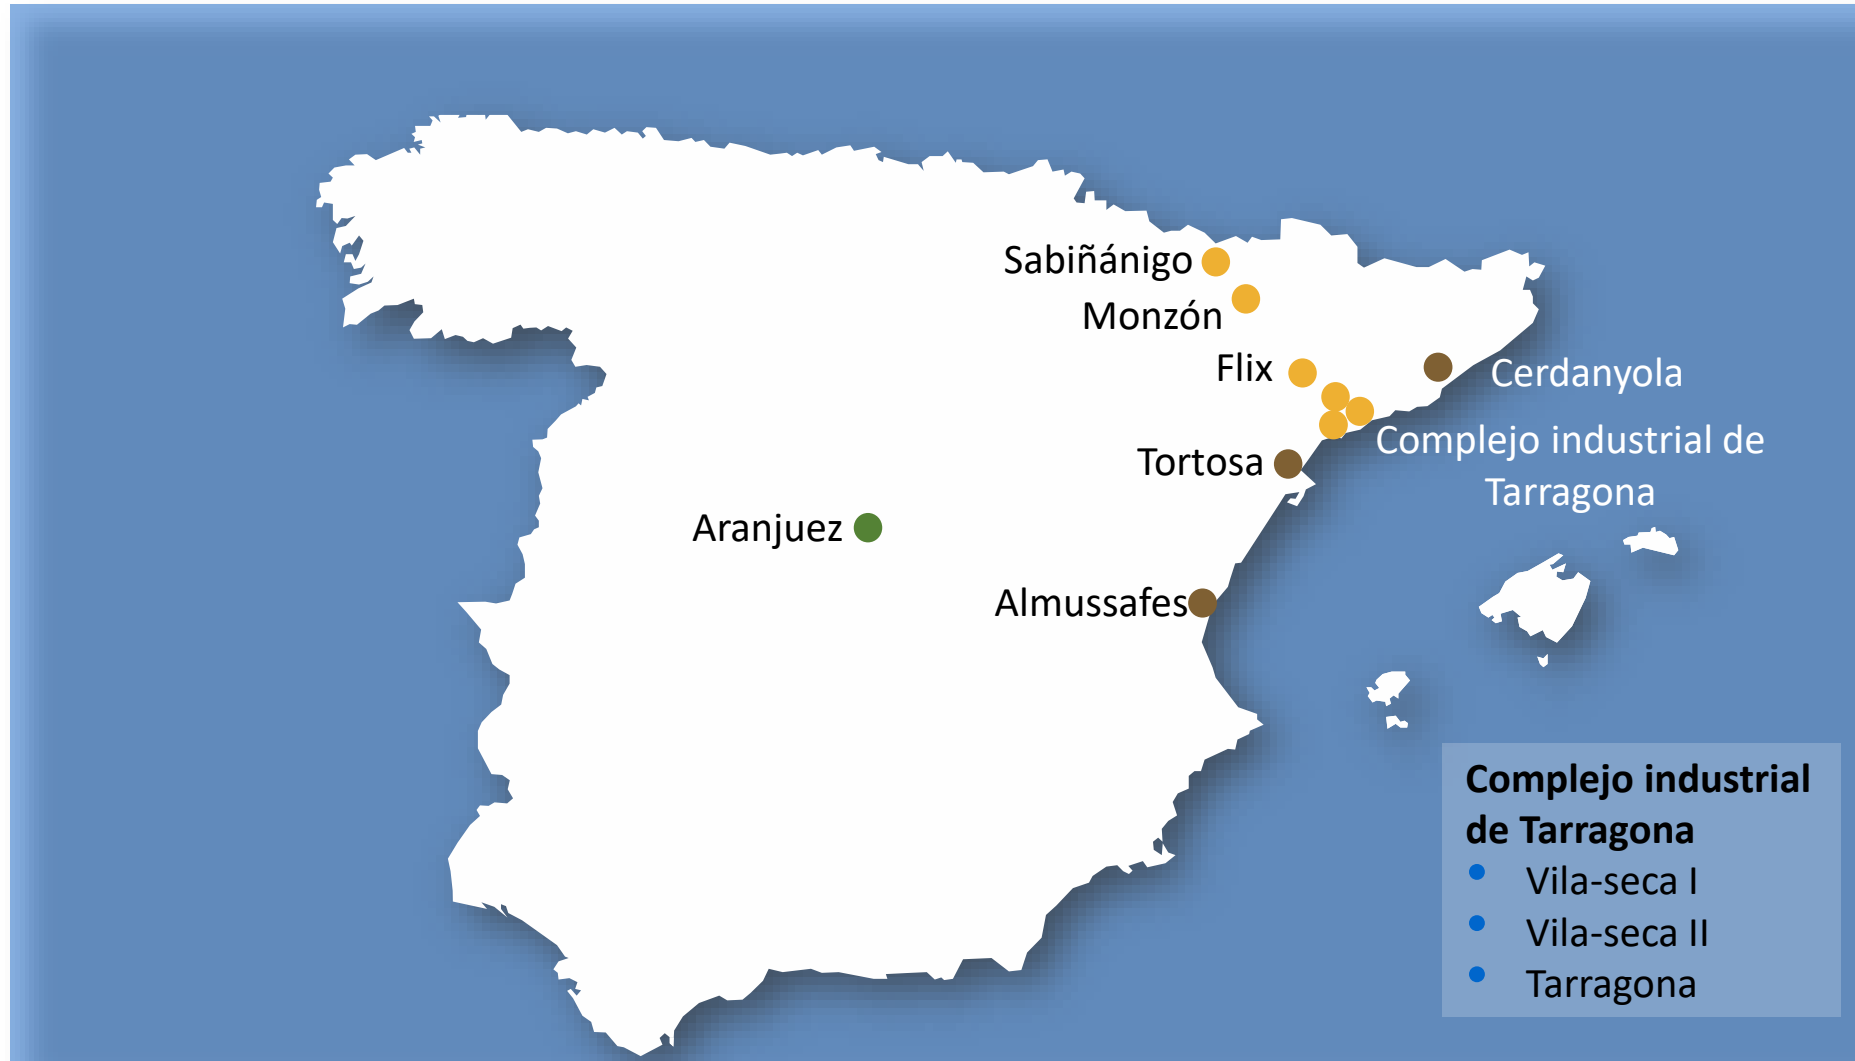 Sabiñánigo
Monzón
Flix
Cerdanyola
Complejo industrial de
Tarragona
Tortosa
Aranjuez
Almussafes
Complejo industrial
de Tarragona
• Vila-seca I
• Vila-seca II
• Tarragona